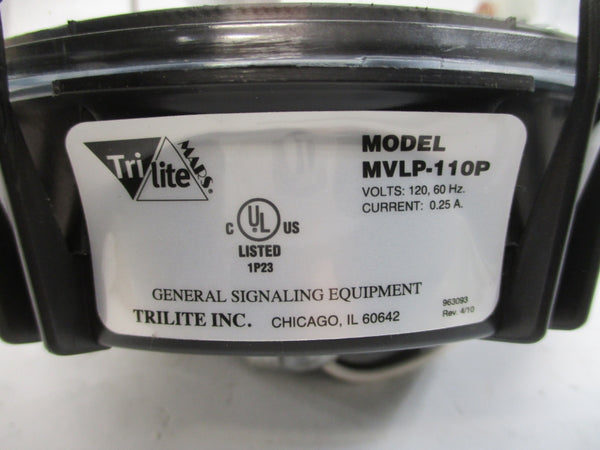 Tri lite MARS®
MODEL
MVLP-110P
VOLTS: 120, 60 Hz.
CURRENT: 0.25 A.
C UL® US
LISTED
1P23
GENERAL SIGNALING EQUIPMENT
TRILITE INC. CHICAGO, IL 60642
963093
Rev. 4/10